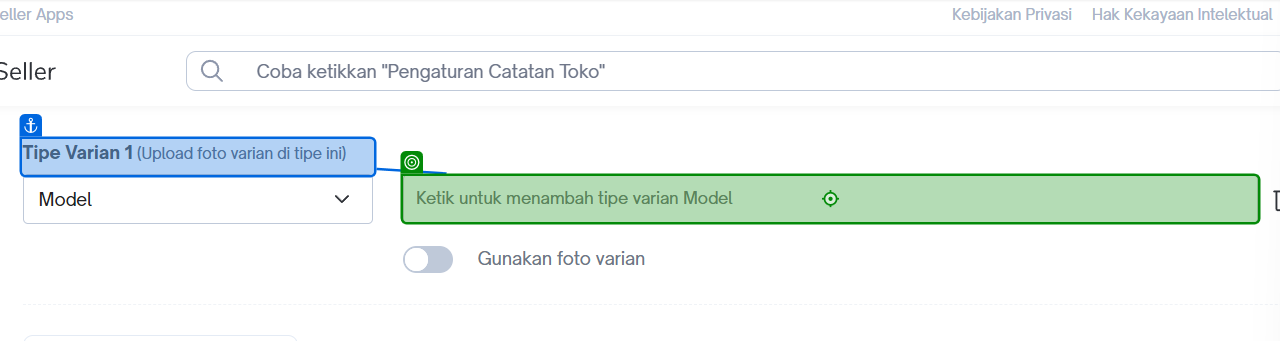 eller Apps
Kebijakan Privasi Hak Kekayaan Intelektual
Seller
Coba ketikkan "Pengaturan Catatan Toko"
Tipe Varian 1 (Upload foto varian di tipe ini)
Model
Ketik untuk menambah tipe varian Model
Gunakan foto varian